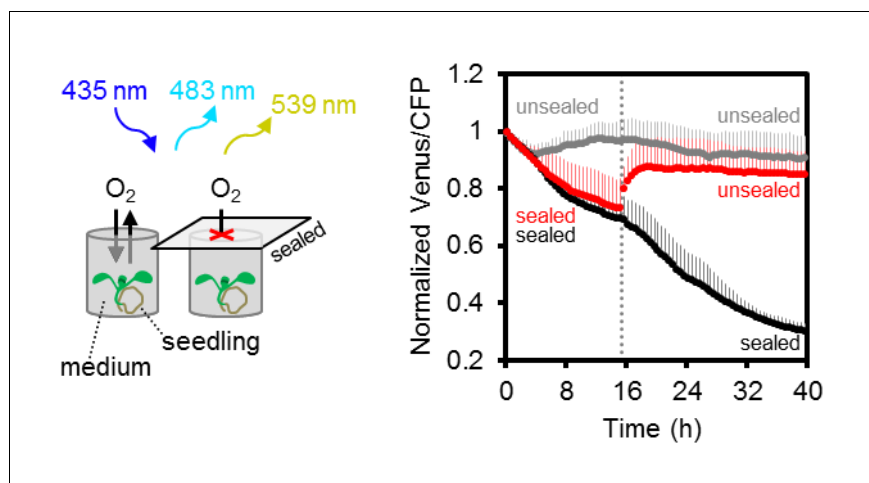 435 nm
483 nm
539 nm
O2
O2
sealed
seedling
medium
Normalized Venus/CFP
1.2
1
0.8
0.6
0.4
0.2
unsealed
unsealed
sealed
sealed
unsealed
sealed
0
8
16
24
32
40
Time (h)